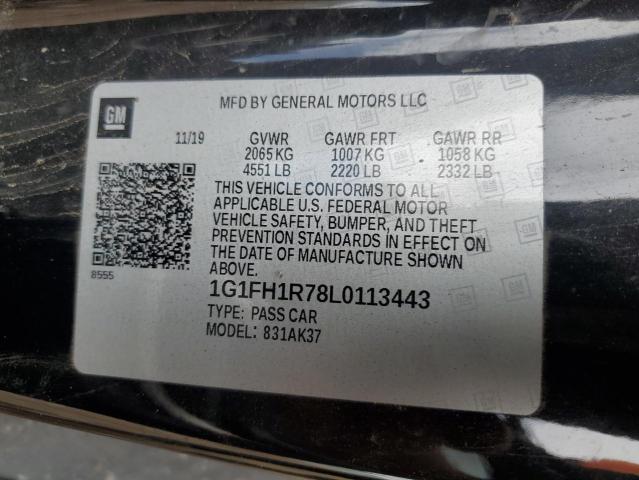 GM
MFD BY GENERAL MOTORS LLC
11/19 GVWR GAWR FRT GAWR RR
2065 KG 1007 KG 1058 KG
4551 LB 2220 LB 2332 LB
THIS VEHICLE CONFORMS TO ALL
APPLICABLE U.S. FEDERAL MOTOR
VEHICLE SAFETY, BUMPER, AND THEFT
PREVENTION STANDARDS IN EFFECT ON
THE DATE OF MANUFACTURE SHOWN
ABOVE.
8555
1G1FH1R78L0113443
TYPE: PASS CAR
MODEL: 831AK37